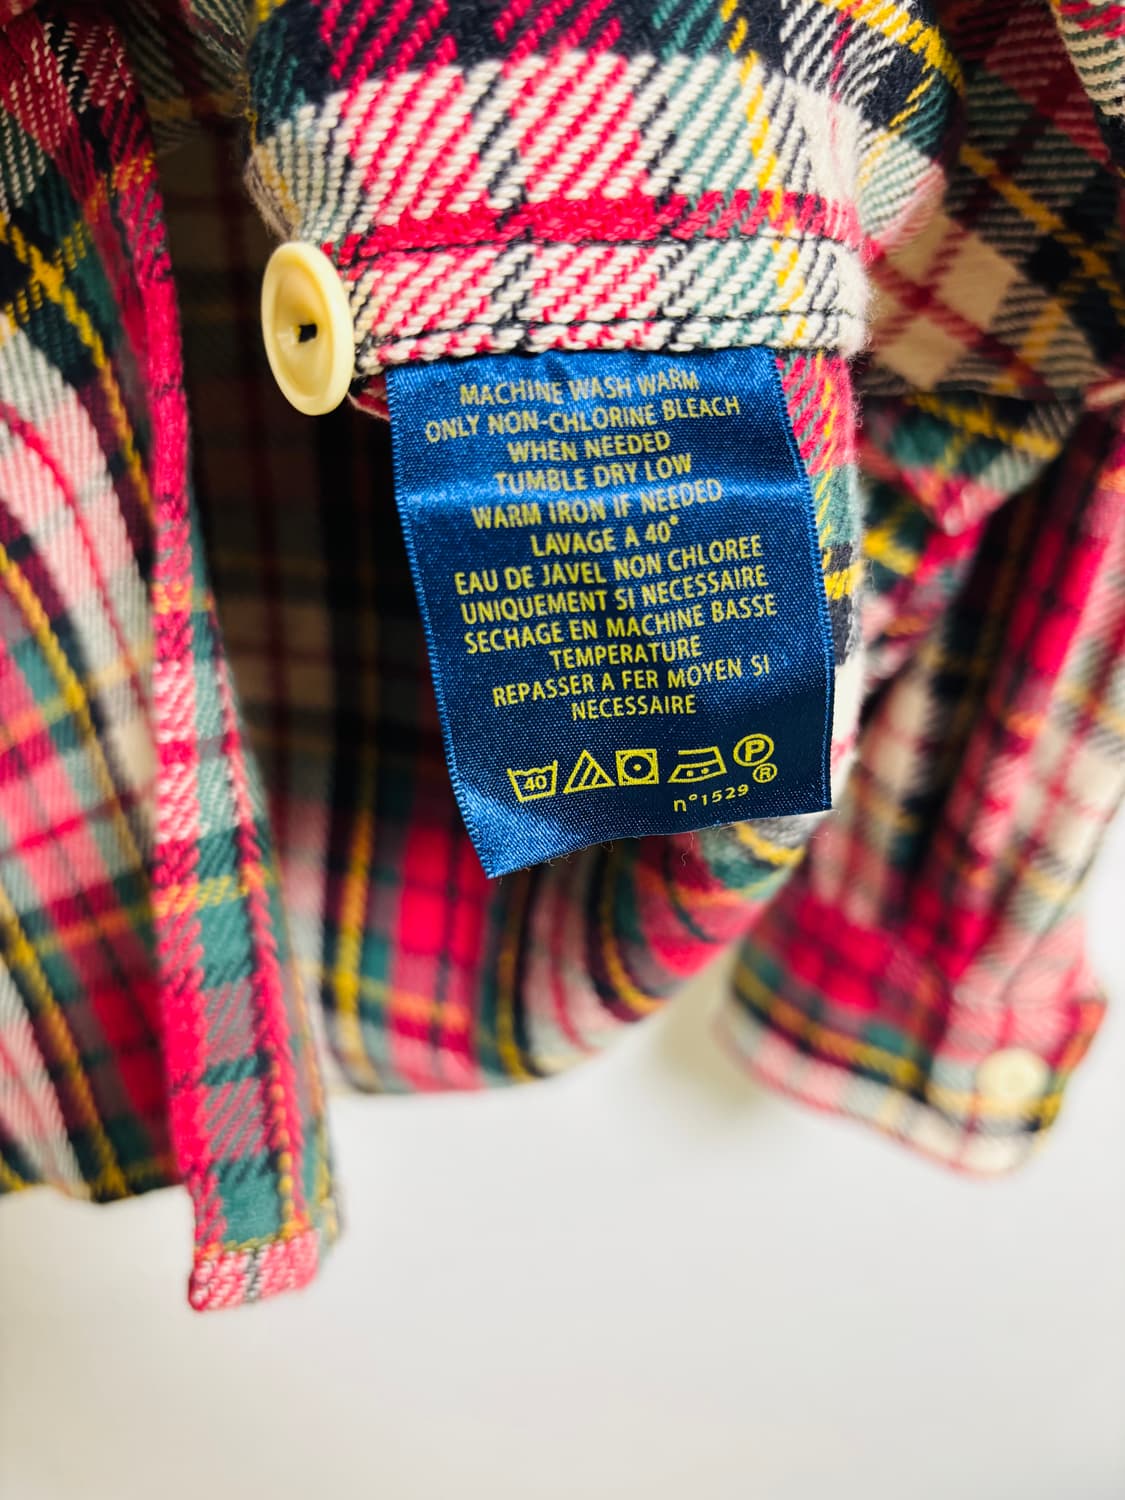 MACHINE WASH WARM
ONLY NON-CHLORINE BLEACH
WHEN NEEDED
TUMBLE DRY LOW
WARM IRON IF NEEDED
LAVAGE A 40°
EAU DE JAVEL NON CHLOREE
UNIQUEMENT SI NECESSAIRE
SECHAGE EN MACHINE BASSE
TEMPERATURE
REPASSER A FER MOYEN SI
NECESSAIRE
40 P
®
n°1529